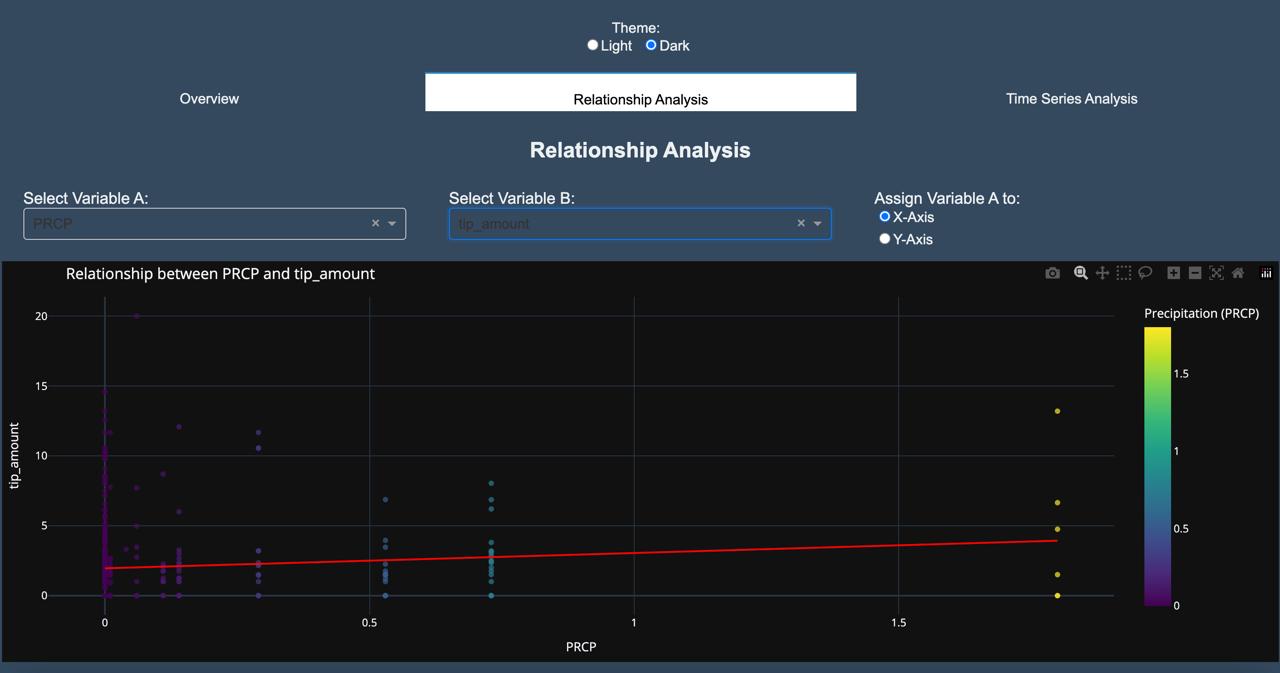 Theme:
Light Dark
Overview
Relationship Analysis
Time Series Analysis
Relationship Analysis
Select Variable A:
PRCP
Select Variable B:
tip_amount
Assign Variable A to:
X-Axis
Y-Axis
Relationship between PRCP and tip_amount
Precipitation (PRCP)
1.5
1
0.5
0
tip_amount
20
15
10
5
0
0
0.5
1
1.5
PRCP